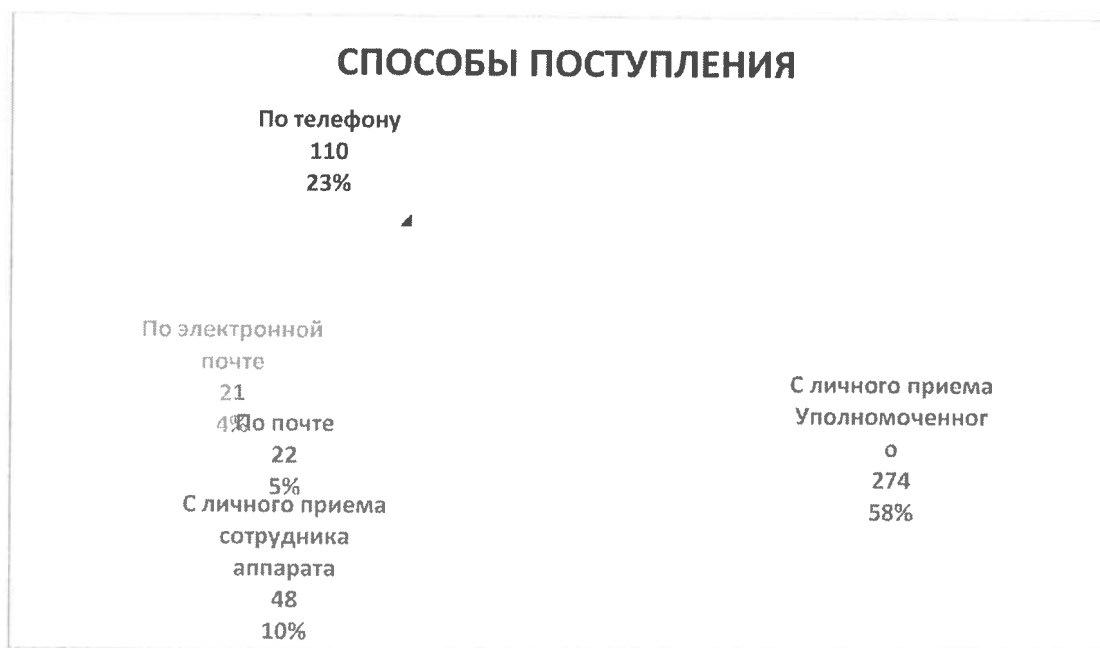 СПОСОБЫ ПОСТУПЛЕНИЯ
По телефону
110
23%
По электронной
почте
21
4%
По почте
22
5%
С личного приема
сотрудника
аппарата
48
10%
С личного приема
Уполномоченног
о
274
58%